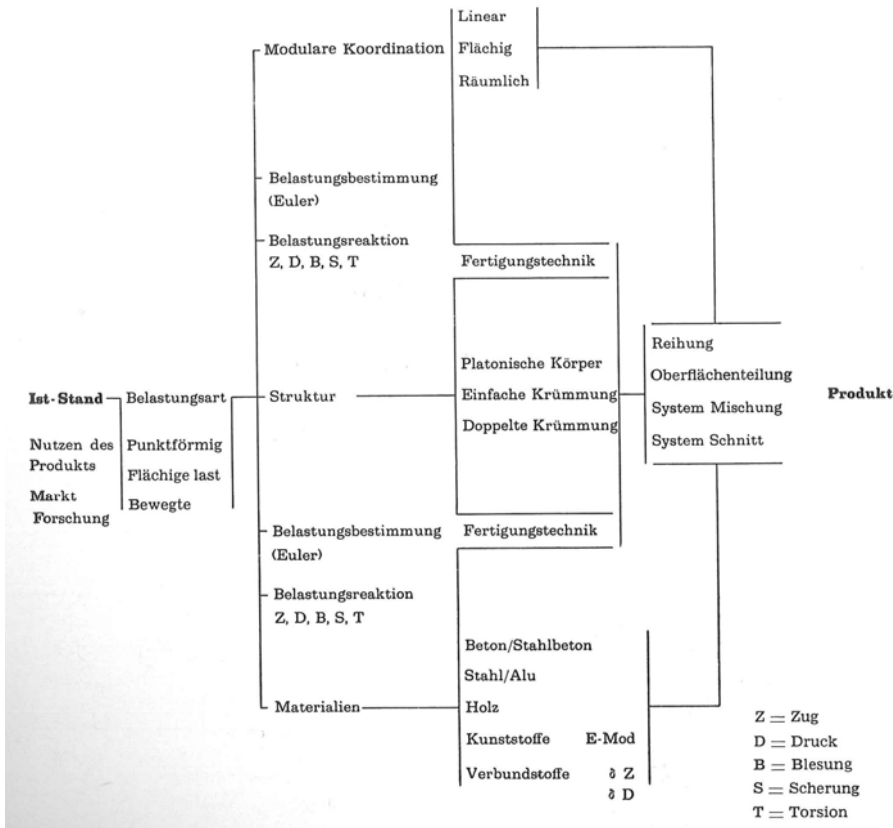 Linear
Modulare Koordination
Flächig
Räumlich
Belastungsbestimmung
(Euler)
Belastungsreaktion
Z, D, B, S, T
Fertigungstechnik
Reihung
Platonische Körper
Oberflächenteilung
Ist-Stand
Belastungsart
Struktur
Einfache Krümmung
Produkt
System Mischung
Doppelte Krümmung
System Schnitt
Nutzen des
Produkts
Punktförmig
Flächige last
Markt
Forschung
Bewegte
Belastungsbestimmung
(Euler)
Fertigungstechnik
Belastungsreaktion
Z, D, B, S, T
Beton/Stahlbeton
Stahl/Alu
Materialien
Holz
Kunststoffe E-Mod
Verbundstoffe δ Z
δ D
Z = Zug
D = Druck
B = Blesung
S = Scherung
T = Torsion